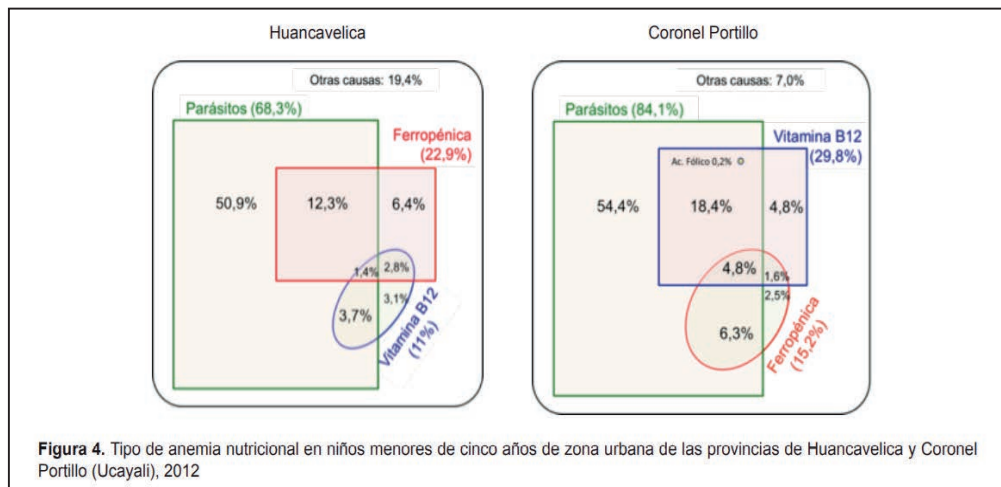 Huancavelica
Otras causas: 19,4%
Parásitos (68,3%)
Ferropénica
(22,9%)
50,9%
12,3%
6,4%
1,4%
2,8%
3,1%
3,7%
Vitamina B12
(11%)
Coronel Portillo
Otras causas: 7,0%
Parásitos (84,1%)
Vitamina B12
(29,8%)
Ac. Fólico 0,2%
54,4%
18,4%
4,8%
4,8%
1,6%
2,5%
6,3%
Ferropénica
(15,2%)
Figura 4. Tipo de anemia nutricional en niños menores de cinco años de zona urbana de las provincias de Huancavelica y Coronel
Portillo (Ucayali), 2012